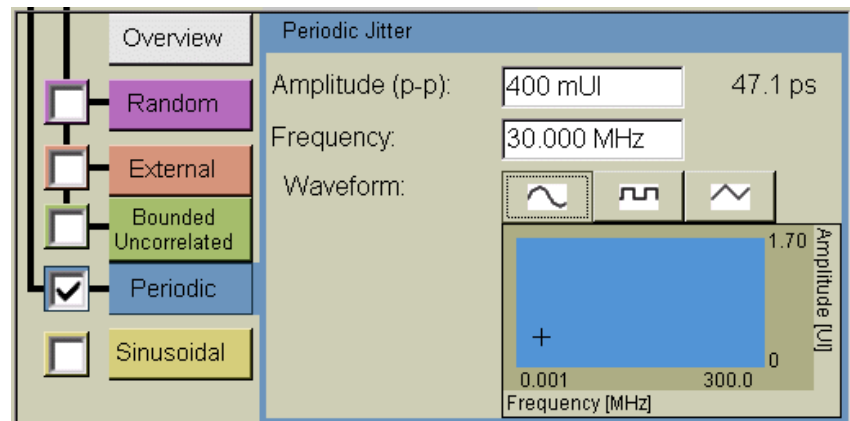 Overview
Random
External
Bounded
Uncorrelated
Periodic
Sinusoidal
Periodic Jitter
Amplitude (p-p): 400 mUI 47.1 ps
Frequency: 30.000 MHz
Waveform:
1.70
Amplitude [UI]
0
0.001 300.0
Frequency [MHz]